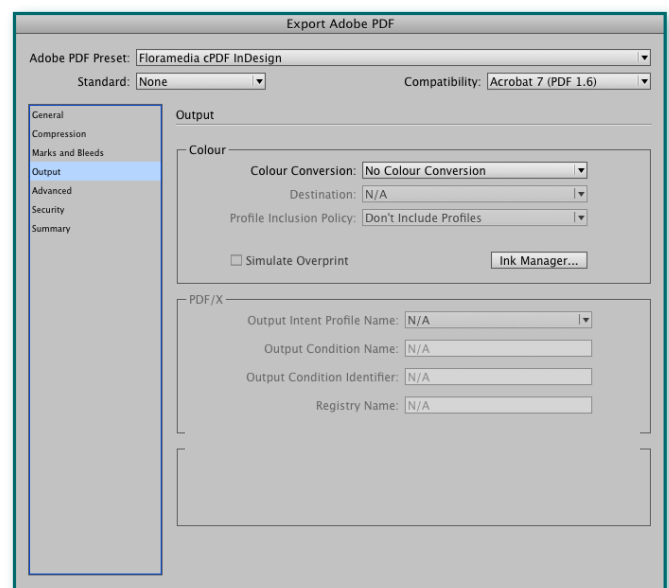 Export Adobe PDF
Adobe PDF Preset: Floramedia cPDF InDesign
Standard: None Compatibility: Acrobat 7 (PDF 1.6)
General
Compression
Marks and Bleeds
Output
Advanced
Security
Summary
Output
Colour
Colour Conversion: No Colour Conversion
Destination: N/A
Profile Inclusion Policy: Don't Include Profiles
Simulate Overprint Ink Manager...
PDF/X
Output Intent Profile Name: N/A
Output Condition Name: N/A
Output Condition Identifier: N/A
Registry Name: N/A